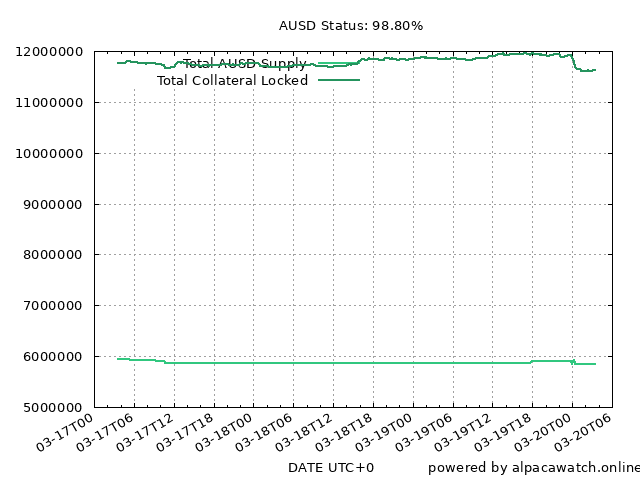 AUSD Status: 98.80%
12000000
Total AUSD Supply
Total Collateral Locked
11000000
10000000
9000000
8000000
7000000
6000000
5000000
03-17T00 03-17T06 03-17T12 03-17T18 03-18T00 03-18T06 03-18T12 03-18T18 03-19T00 03-19T06 03-19T12 03-19T18 03-20T00 03-20T06
DATE UTC+0
powered by alpacawatch.online